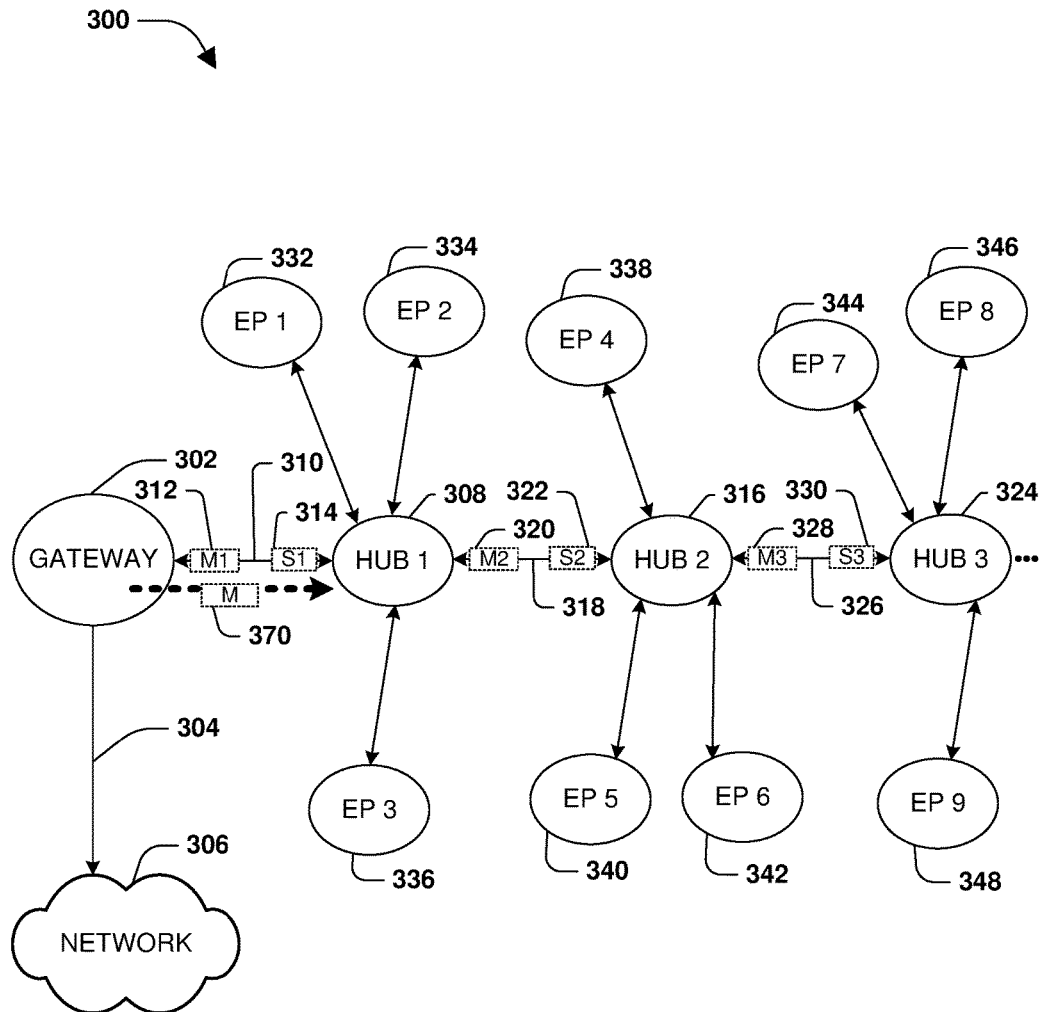 300
332
334
338
346
344
EP 1
EP 2
EP 4
EP 7
EP 8
302
310
312
314
308
322
320
316
330
328
324
GATEWAY
M1
S1
HUB 1
M2
S2
HUB 2
M3
S3
HUB 3
M
370
318
326
304
EP 3
EP 5
EP 6
EP 9
306
336
340
342
348
NETWORK